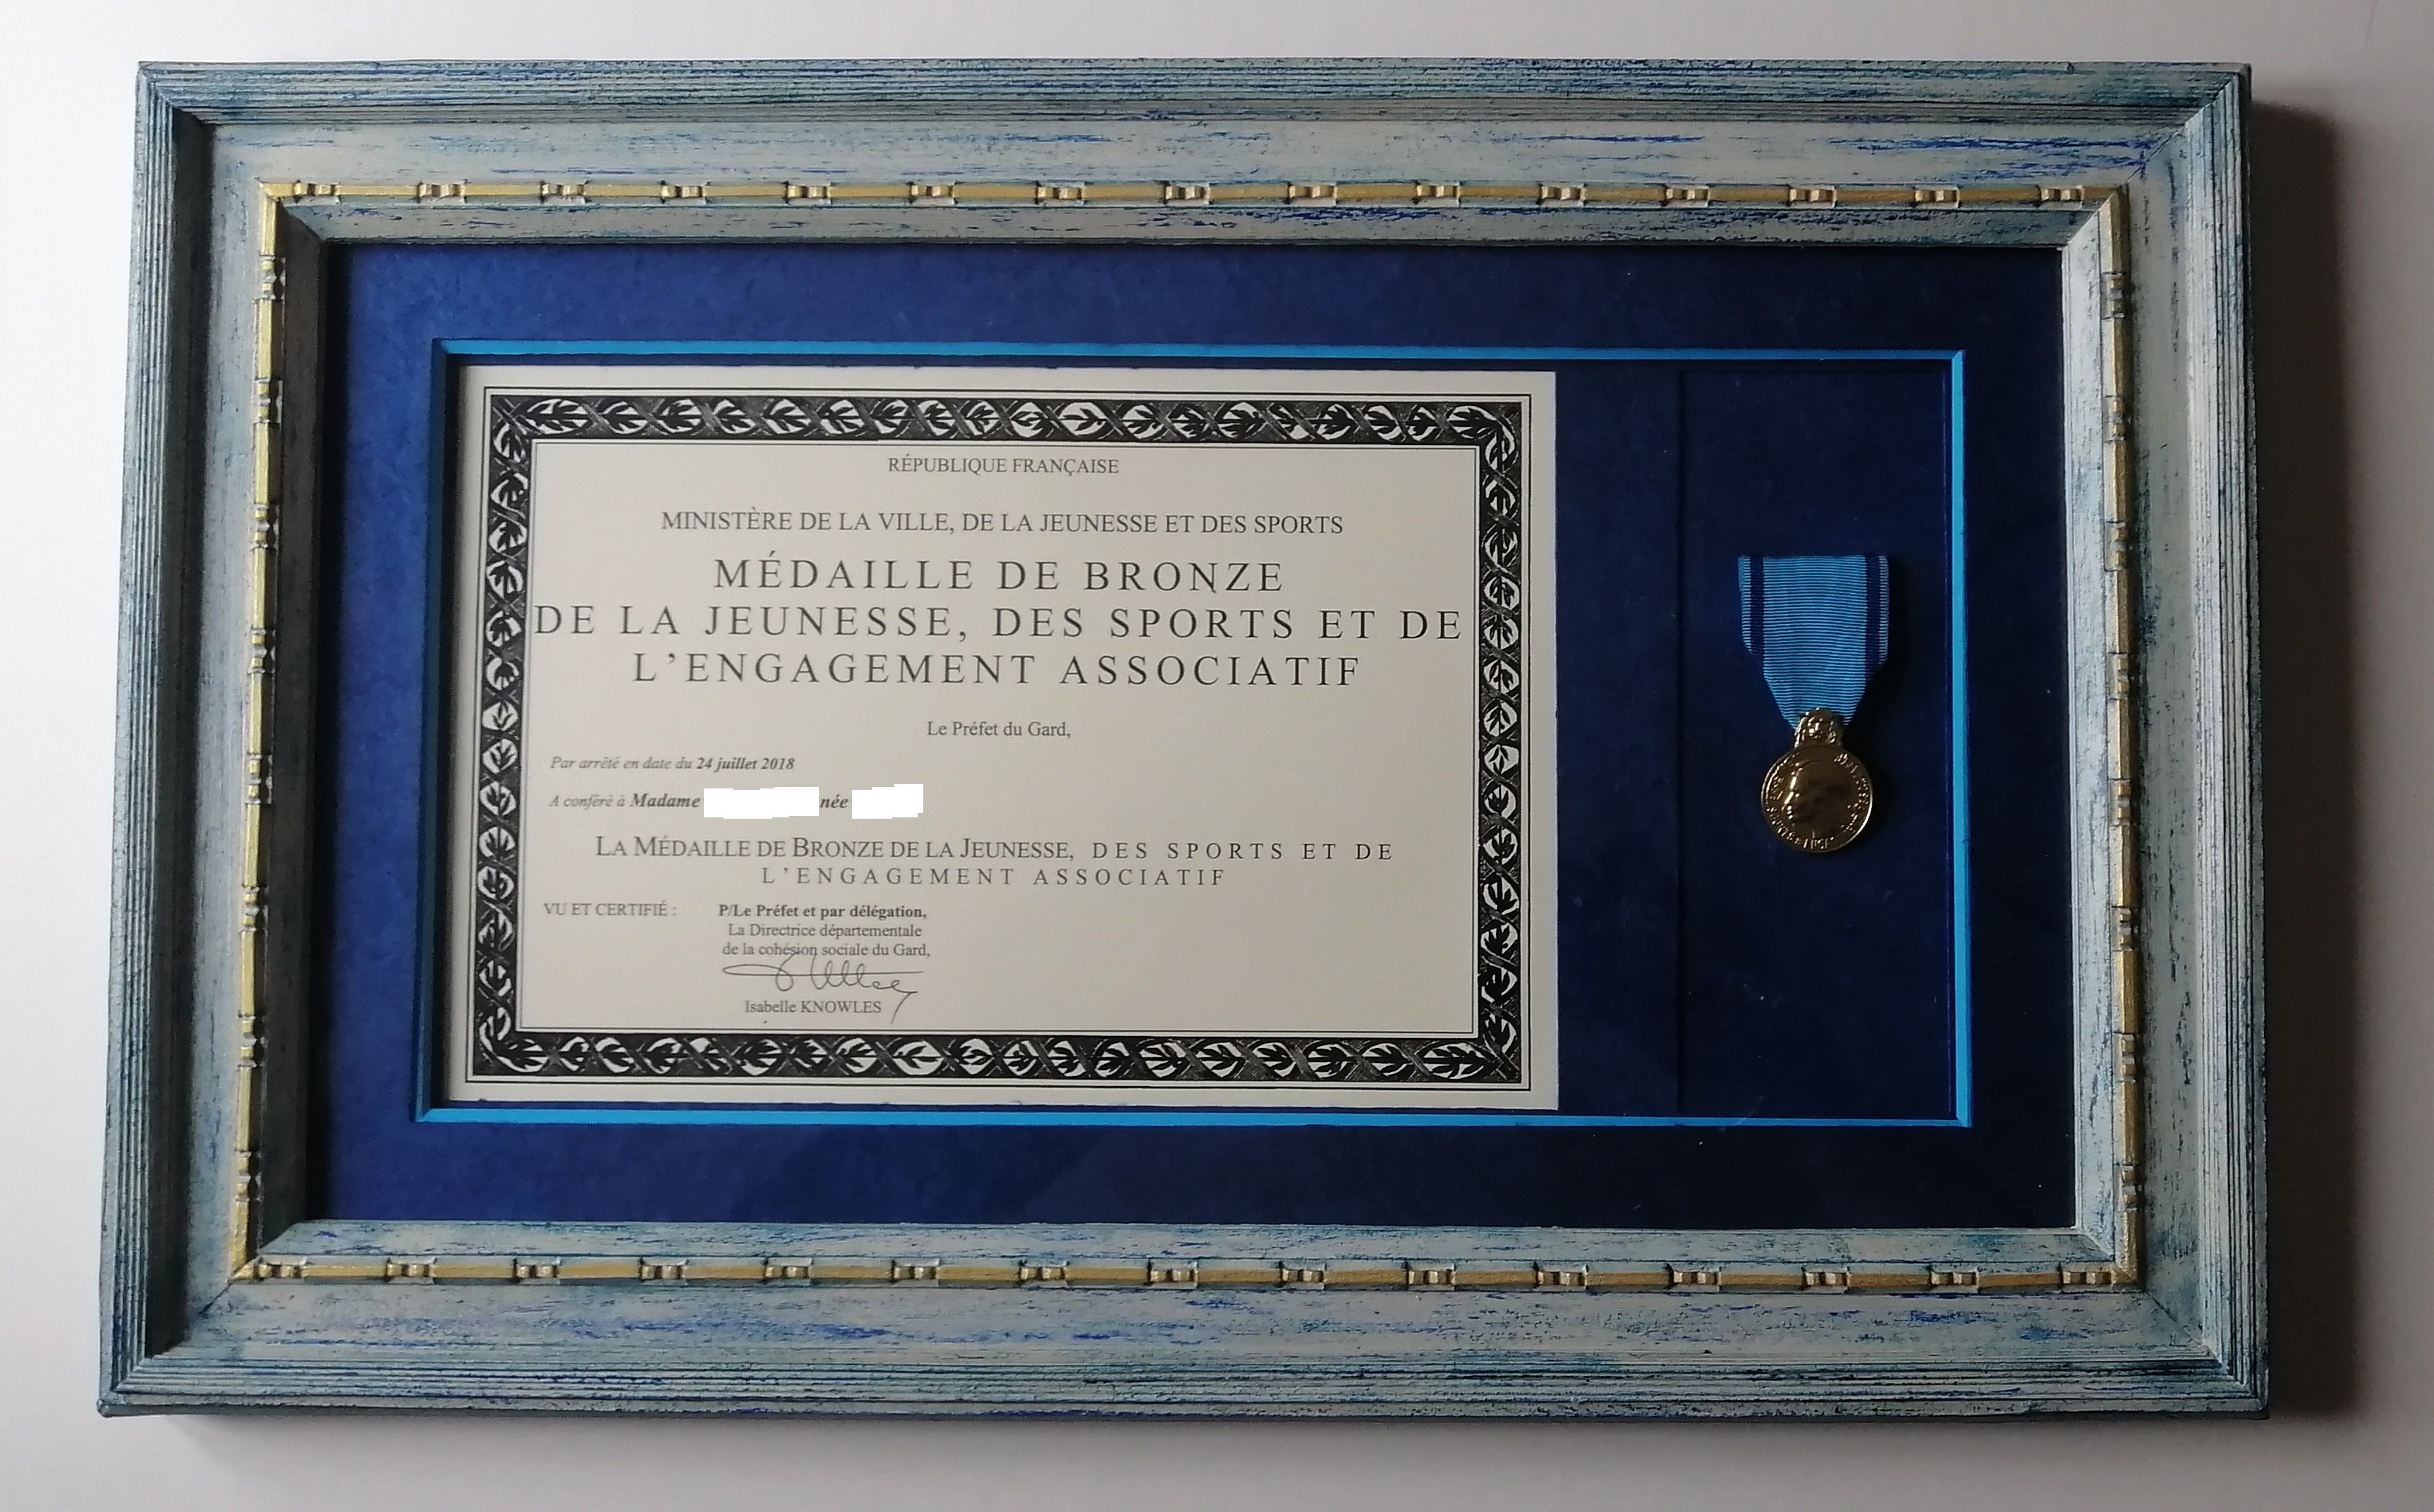 RÉPUBLIQUE FRANÇAISE
MINISTÈRE DE LA VILLE, DE LA JEUNESSE ET DES SPORTS
MÉDAILLE DE BRONZE
DE LA JEUNESSE, DES SPORTS ET DE
L'ENGAGEMENT ASSOCIATIF
Le Préfet du Gard,
Par arrêté en date du 24 juillet 2018
A conféré à Madame née
LA MÉDAILLE DE BRONZE DE LA JEUNESSE, DES SPORTS ET DE
L'ENGAGEMENT ASSOCIATIF
VU ET CERTIFIÉ : P/Le Préfet et par délégation,
La Directrice départementale
de la cohésion sociale du Gard,
Isabelle KNOWLES